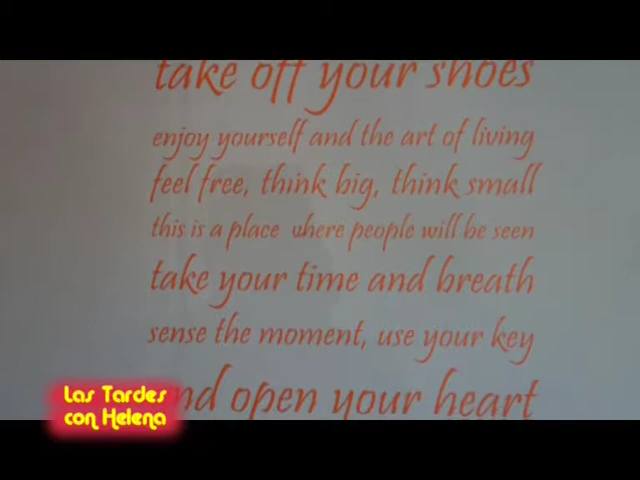 take off your shoes
enjoy yourself and the art of living
feel free, think big, think small
this is a place where people will be seen
take your time and breath
sense the moment, use your key
and open your heart
Las Tardes
con Helena